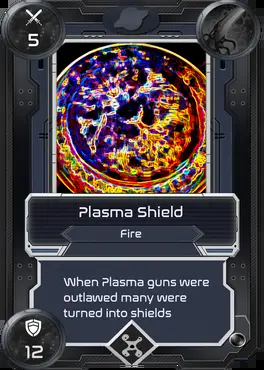 5
Plasma Shield
Fire
When Plasma guns were
outlawed many were
turned into shields
12